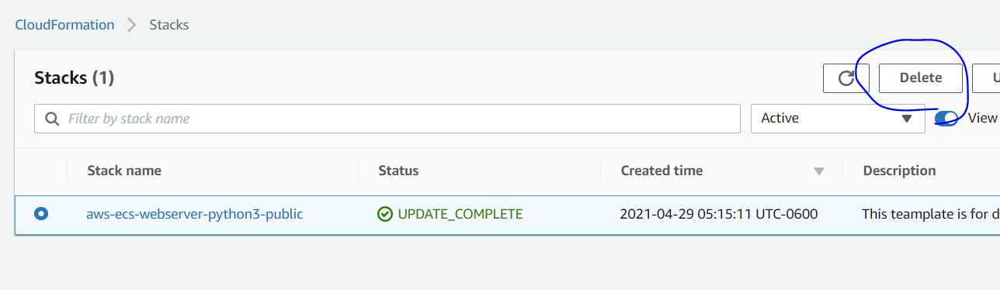 CloudFormation > Stacks
Stacks (1)
Delete
U
Filter by stack name
Active
View
Stack name Status Created time Description
aws-ecs-webserver-python3-public UPDATE_COMPLETE 2021-04-29 05:15:11 UTC-0600 This teamplate is for d